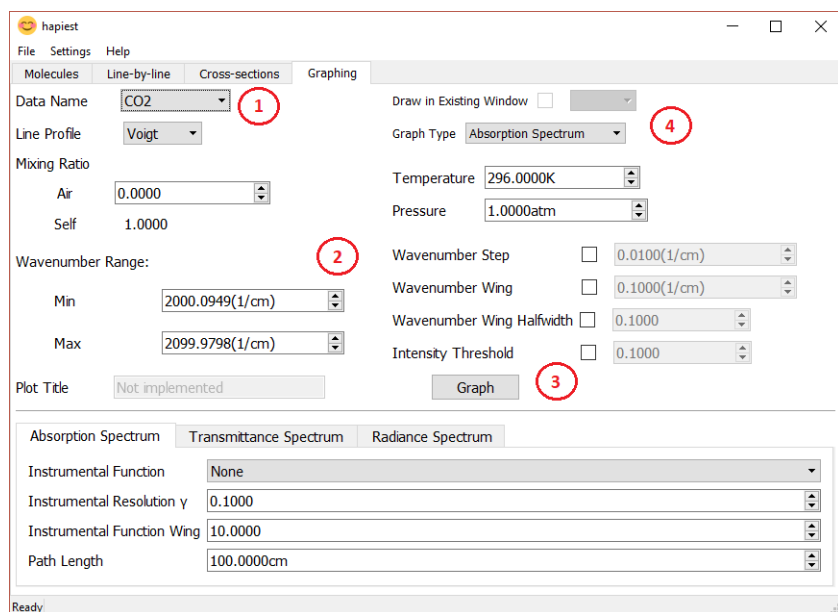 hapiest
File Settings Help
Molecules Line-by-line Cross-sections Graphing
Data Name CO2 1 Draw in Existing Window
Line Profile Voigt Graph Type Absorption Spectrum 4
Mixing Ratio
Air 0.0000 Temperature 296.0000K
Self 1.0000 Pressure 1.0000atm
Wavenumber Range: 2 Wavenumber Step 0.0100(1/cm)
Wavenumber Wing 0.1000(1/cm)
Min 2000.0949(1/cm)
Wavenumber Wing Halfwidth 0.1000
Max 2099.9798(1/cm) Intensity Threshold 0.1000
Plot Title Not implemented Graph 3
Absorption Spectrum Transmittance Spectrum Radiance Spectrum
Instrumental Function None
Instrumental Resolution γ 0.1000
Instrumental Function Wing 10.0000
Path Length 100.0000cm
Ready